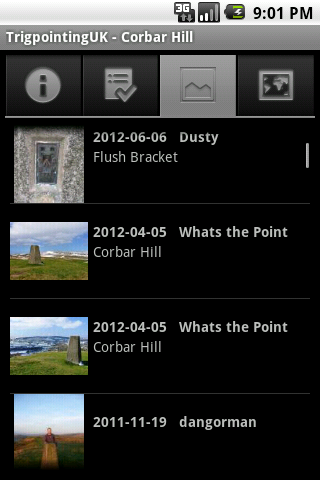 3G 9:01 PM
TrigpointingUK - Corbar Hill
2012-06-06 Dusty
Flush Bracket
2012-04-05 Whats the Point
Corbar Hill
2012-04-05 Whats the Point
Corbar Hill
2011-11-19 dangorman